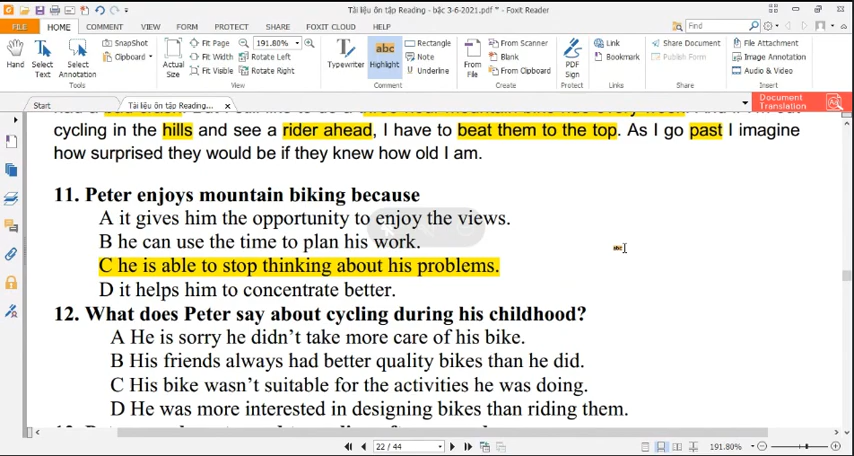 Tài liệu ôn tập Reading - bậc 3-6-2021.pdf * - Foxit Reader
FILE HOME COMMENT VIEW FORM PROTECT SHARE FOXIT CLOUD HELP
Find
Hand
Select Text
Select Annotation
SnapShot
Clipboard
Tools
Actual Size
Fit Page
Fit Width
Fit Visible
191.80%
Rotate Left
Rotate Right
View
Typewriter
abc
Highlight
Rectangle
Note
Underline
Comment
From File
From Scanner
Blank
From Clipboard
Create
PDF Sign
Protect
Link
Bookmark
Links
Share Document
Publish Form
Share
File Attachment
Image Annotation
Audio & Video
Insert
Start
Tài liệu ôn tập Reading...
Document Translation
cycling in the hills and see a rider ahead, I have to beat them to the top. As I go past I imagine
how surprised they would be if they knew how old I am.
11. Peter enjoys mountain biking because
A it gives him the opportunity to enjoy the views.
B he can use the time to plan his work.
C he is able to stop thinking about his problems.
D it helps him to concentrate better.
12. What does Peter say about cycling during his childhood?
A He is sorry he didn't take more care of his bike.
B His friends always had better quality bikes than he did.
C His bike wasn't suitable for the activities he was doing.
D He was more interested in designing bikes than riding them.
22 / 44
191.80%